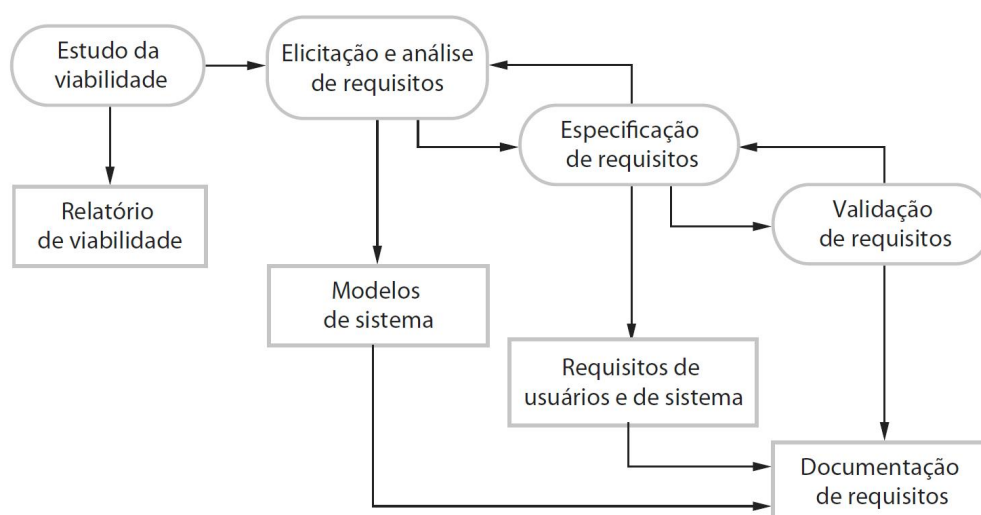 Estudo da
viabilidade
Elicitação e análise
de requisitos
Especificação
de requisitos
Validação
de requisitos
Relatório
de viabilidade
Modelos
de sistema
Requisitos de
usuários e de sistema
Documentação
de requisitos